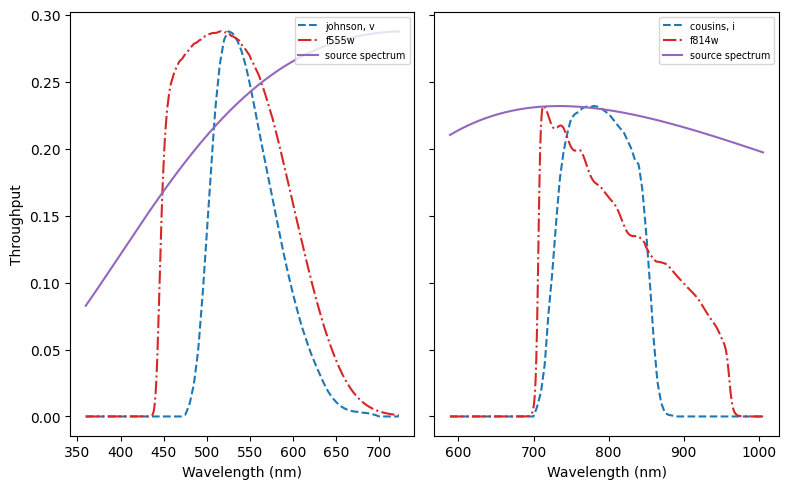 Throughput
0.30
0.25
0.20
0.15
0.10
0.05
0.00
johnson, v
f555w
source spectrum
350 400 450 500 550 600 650 700
Wavelength (nm)
cousins, i
f814w
source spectrum
600 700 800 900 1000
Wavelength (nm)